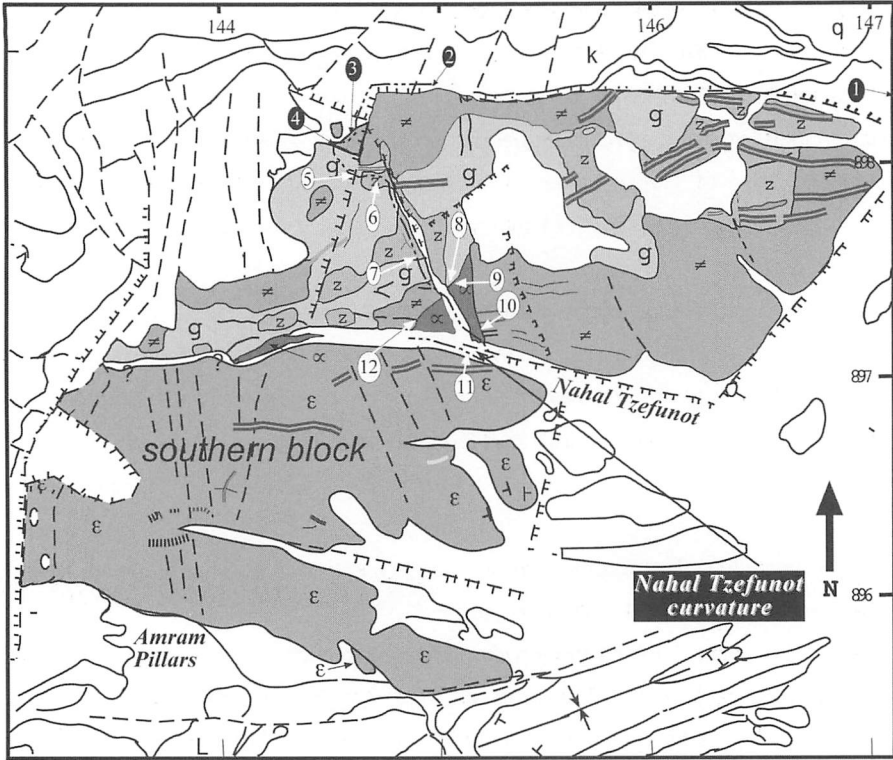 144
146
147
q
k
2
3
1
4
≠
g
z
z
z
≠
g
g
898
5
z
z
≠
≠
6
z
8
g
≠
7
z
g
9
≠
z
∝
10
≠
g
z
z
∝
≠
≠
12
11
?
?
∝
897
ε
ε
Nahal Tzefunot
southern block
ε
ε
ε
ε
N
Nahal Tzefunot
curvature
896
ε
Amram
Pillars
ε
ε
L